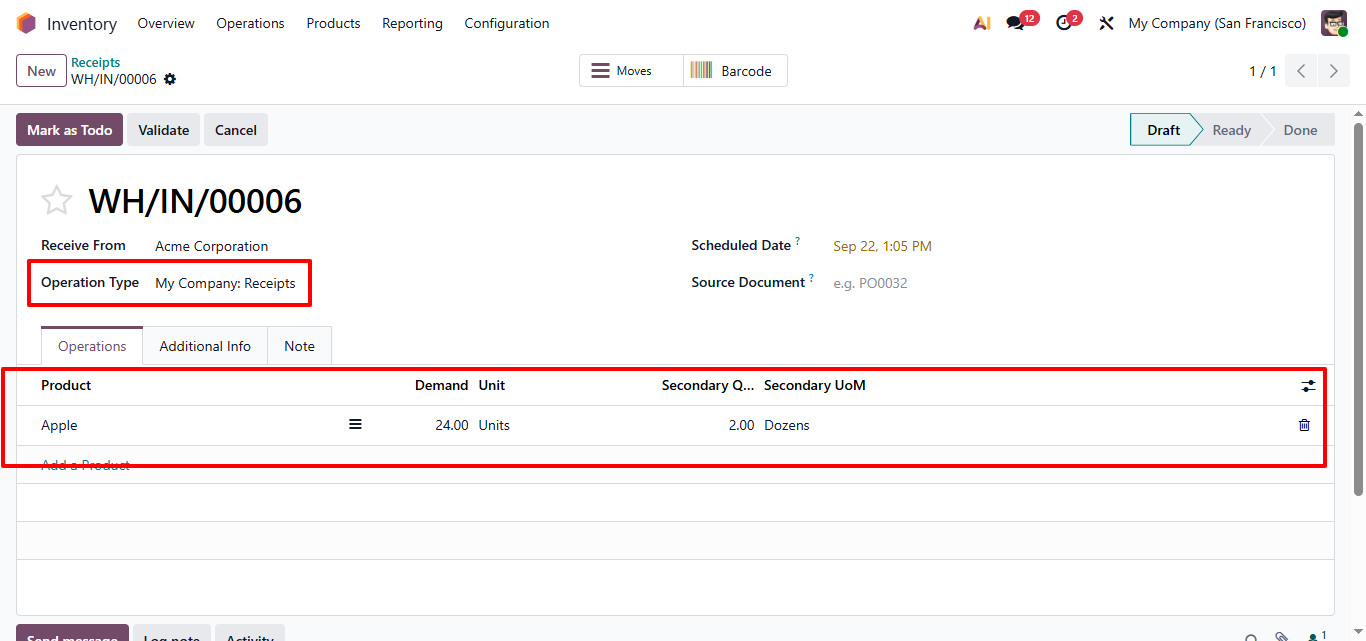 Inventory Overview Operations Products Reporting Configuration AI 12 2 My Company (San Francisco)
New Receipts
WH/IN/00006
Moves Barcode 1 / 1
Mark as Todo Validate Cancel Draft Ready Done
WH/IN/00006
Receive From Acme Corporation Scheduled Date ? Sep 22, 1:05 PM
Operation Type My Company: Receipts Source Document ? e.g. PO0032
Operations Additional Info Note
Product Demand Unit Secondary Q... Secondary UoM
Apple 24.00 Units 2.00 Dozens
Add a Product
Send message Log note Activity 1